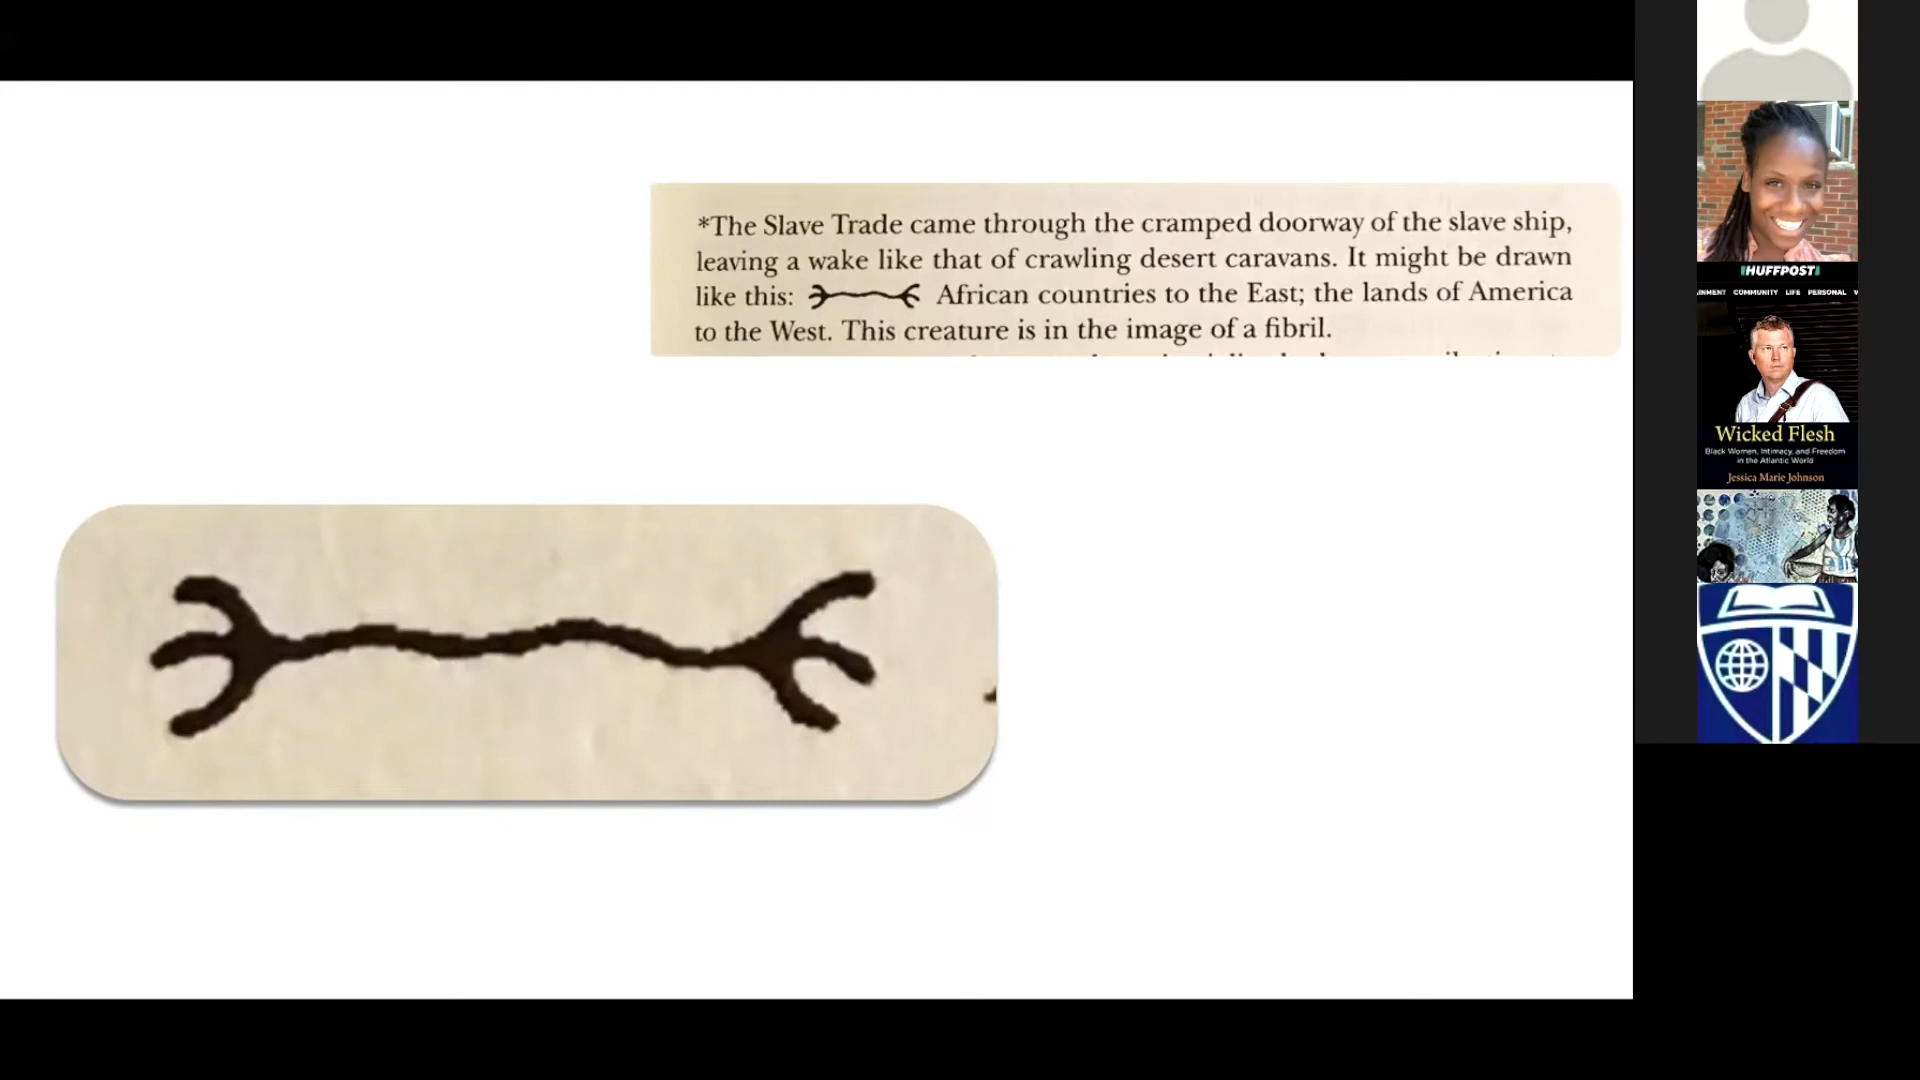 *The Slave Trade came through the cramped doorway of the slave ship,
leaving a wake like that of crawling desert caravans. It might be drawn
like this: African countries to the East; the lands of America
to the West. This creature is in the image of a fibril.
HUFFPOST
INMENT COMMUNITY LIFE PERSONAL
Wicked Flesh
Black Women, Intimacy, and Freedom
in the Atlantic World
Jessica Marie Johnson